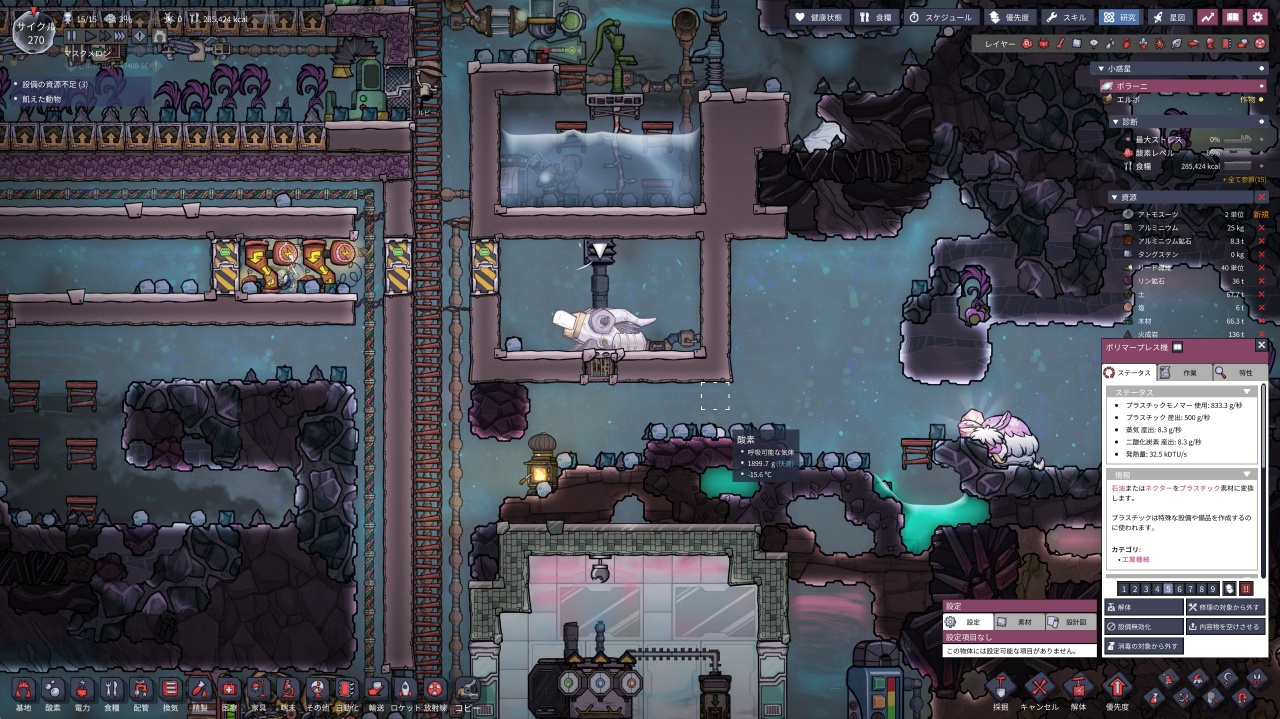 サイクル
270
15/15
3%
0
285,424 kcal
マスクメロン
設備の資源不足 (3)
飢えた動物
ルビー
健康状態
食糧
スケジュール
優先度
スキル
研究
星図
レイヤー
小惑星
ボラーニ
エルボ
作物
診断
最大ストレス
0%
酸素レベル
食糧
285,424 kcal
+ 全て参照(15)
資源
アトモスーツ
2 単位
新規
アルミニウム
25 kg
アルミニウム鉱石
8.3 t
タングステン
0 kg
リード繊維
40 単位
リン鉱石
36 t
土
67.7 t
塩
6 t
木材
66.3 t
火成岩
136 t
ポリマープレス機
ステータス
作業
特性
ステータス
プラスチックモノマー 使用: 833.3 g/秒
プラスチック 産出: 500 g/秒
蒸気 産出: 8.3 g/秒
二酸化炭素 産出: 8.3 g/秒
発熱量: 32.5 kDTU/s
情報
石油またはネクターをプラスチック素材に変換
します。
プラスチックは特殊な設備や備品を作成するの
に使われます。
カテゴリ:
・工業機械
1 2 3 4 5 6 7 8 9 !!
解体
修理の対象から外す
設備無効化
内容物を空けさせる
消毒の対象から外す
酸素
呼吸可能な気体
1899.7 g(快適)
-15.6 °C
設定
設定
素材
設計図
設定項目なし
この物体には設定可能な項目がありません。
基地
酸素
電力
食糧
配管
換気
精製
医療
家具
端末
その他
自動化
輸送
ロケット
放射線
コピー
採掘
キャンセル
解体
優先度